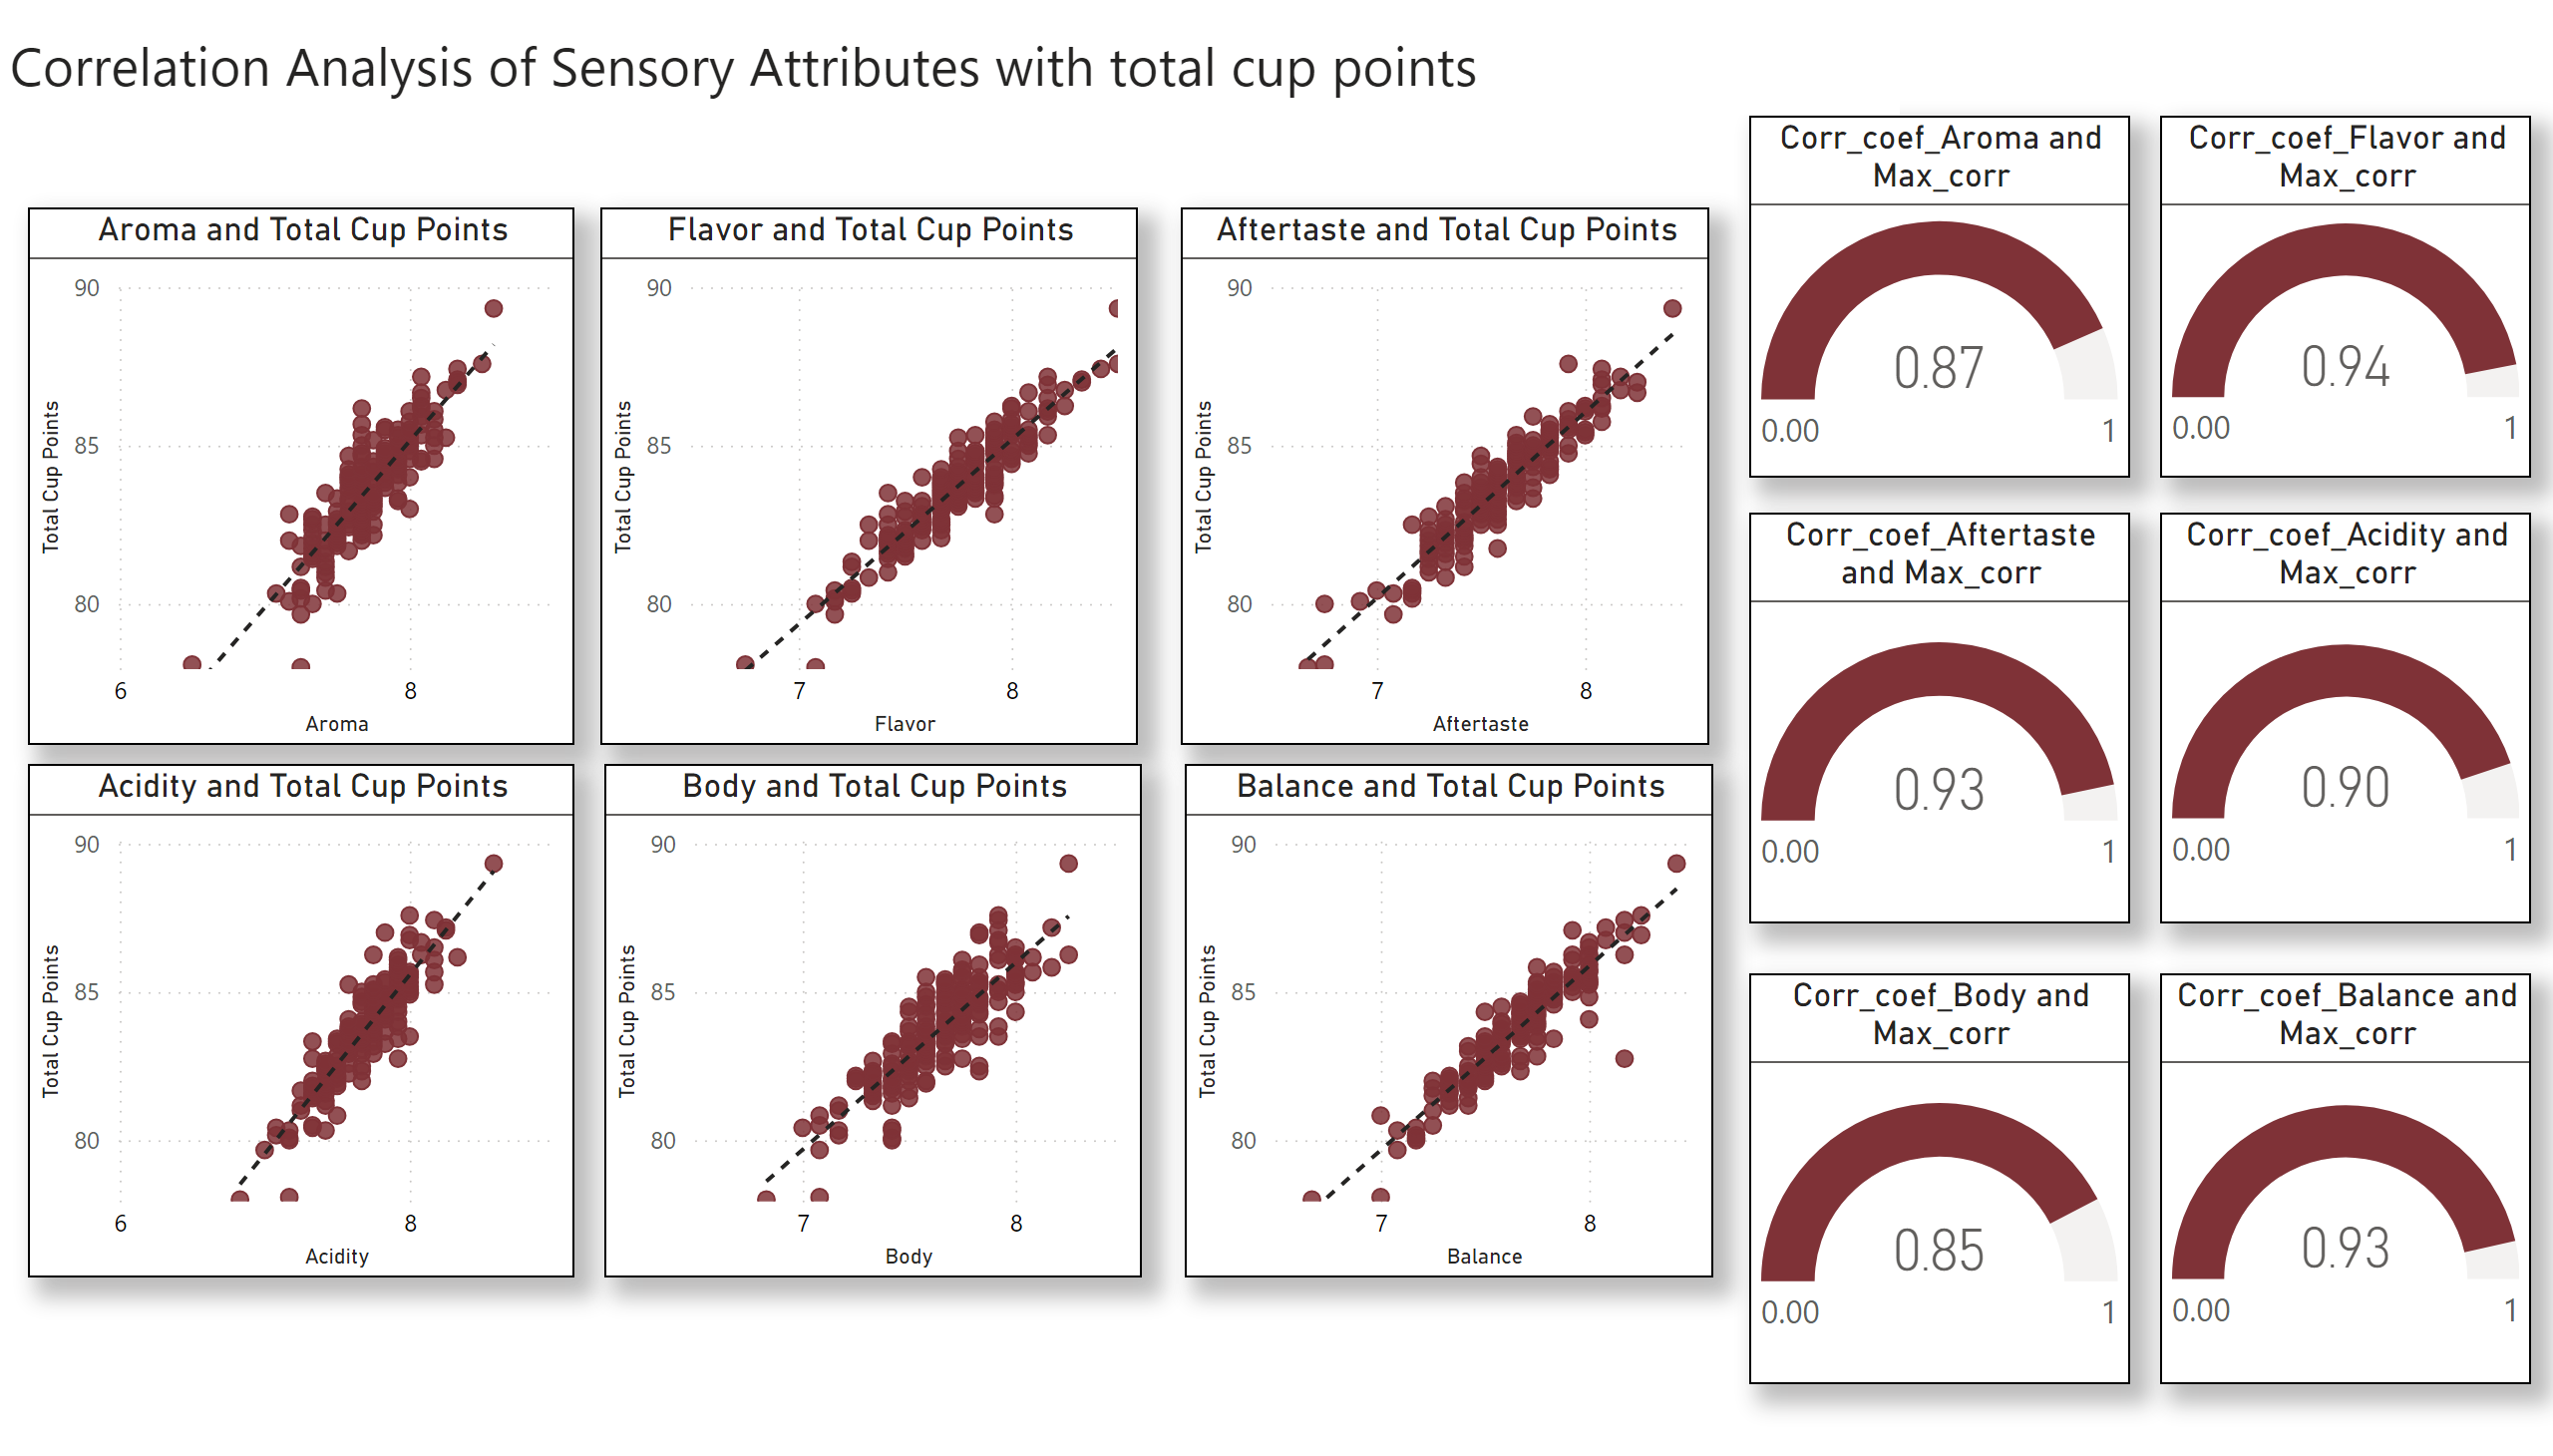 Correlation Analysis of Sensory Attributes with total cup points
Aroma and Total Cup Points
90
85
80
Total Cup Points
6
8
Aroma
Flavor and Total Cup Points
90
85
80
Total Cup Points
7
8
Flavor
Aftertaste and Total Cup Points
90
85
80
Total Cup Points
7
8
Aftertaste
Acidity and Total Cup Points
90
85
80
Total Cup Points
6
8
Acidity
Body and Total Cup Points
90
85
80
Total Cup Points
7
8
Body
Balance and Total Cup Points
90
85
80
Total Cup Points
7
8
Balance
Corr_coef_Aroma and
Max_corr
0.87
0.00
1
Corr_coef_Flavor and
Max_corr
0.94
0.00
1
Corr_coef_Aftertaste
and Max_corr
0.93
0.00
1
Corr_coef_Acidity and
Max_corr
0.90
0.00
1
Corr_coef_Body and
Max_corr
0.85
0.00
1
Corr_coef_Balance and
Max_corr
0.93
0.00
1